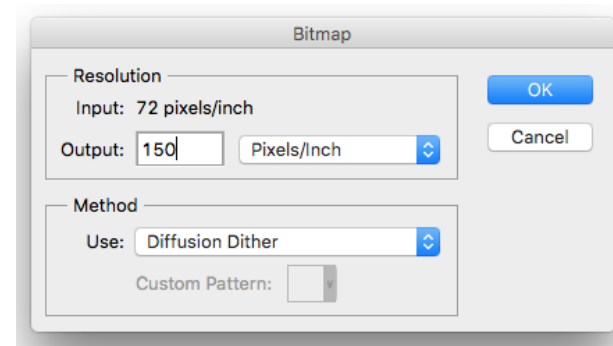 Bitmap
Resolution
Input: 72 pixels/inch
Output: 150 Pixels/Inch
OK
Cancel
Method
Use: Diffusion Dither
Custom Pattern: